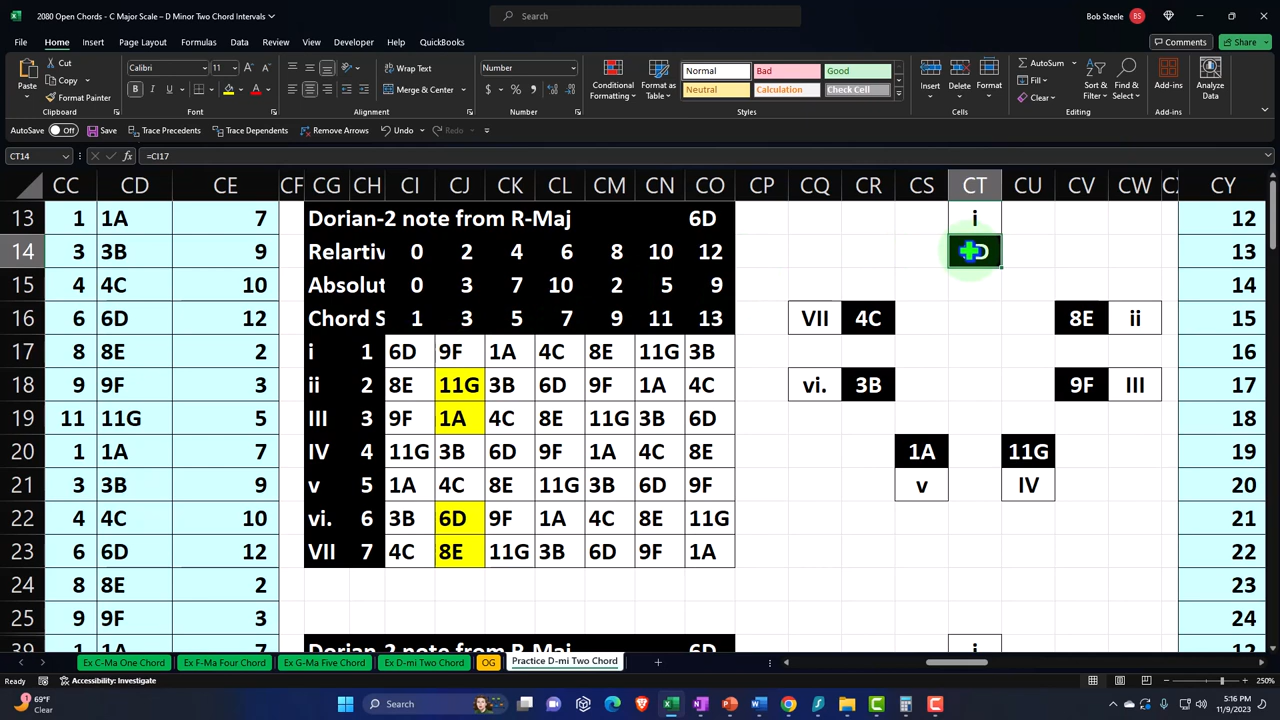 2080 Open Chords - C Major Scale – D Minor Two Chord Intervals
Search
Bob Steele BS
File Home Insert Page Layout Formulas Data Review View Developer Help QuickBooks
Comments Share
Paste Cut Copy Format Painter
Calibri 11
Wrap Text
Merge & Center
Number
Conditional Formatting Format as Table
Normal Bad Good
Neutral Calculation Check Cell
Insert Delete Format
AutoSum Fill Clear
Sort & Filter Find & Select
Add-ins Analyze Data
Clipboard Font Alignment Number Styles Cells Editing Add-ins
AutoSave Off Save Trace Precedents Trace Dependents Remove Arrows Undo Redo
CT14 fx =CI17
CC CD CE CF CG CH CI CJ CK CL CM CN CO CP CQ CR CS CT CU CV CW CY
13 1 1A 7 Dorian-2 note from R-Maj 6D i 12
14 3 3B 9 Relartiv 0 2 4 6 8 10 12 D 13
15 4 4C 10 Absolut 0 3 7 10 2 5 9 14
16 6 6D 12 Chord S 1 3 5 7 9 11 13 VII 4C 8E ii 15
17 8 8E 2 i 1 6D 9F 1A 4C 8E 11G 3B 16
18 9 9F 3 ii 2 8E 11G 3B 6D 9F 1A 4C vi. 3B 9F III 17
19 11 11G 5 III 3 9F 1A 4C 8E 11G 3B 6D 18
20 1 1A 7 IV 4 11G 3B 6D 9F 1A 4C 8E 1A 11G 19
21 3 3B 9 v 5 1A 4C 8E 11G 3B 6D 9F v IV 20
22 4 4C 10 vi. 6 3B 6D 9F 1A 4C 8E 11G 21
23 6 6D 12 VII 7 4C 8E 11G 3B 6D 9F 1A 22
24 8 8E 2 23
25 9 9F 3 24
39 1 1A 7 Dorian-2 note from R-Maj 6D i 12
Ex C-Ma One Chord Ex F-Ma Four Chord Ex G-Ma Five Chord Ex D-mi Two Chord OG Practice D-mi Two Chord
Ready Accessibility: Investigate 250%
69°F
Clear
Search
5:16 PM
11/9/2023